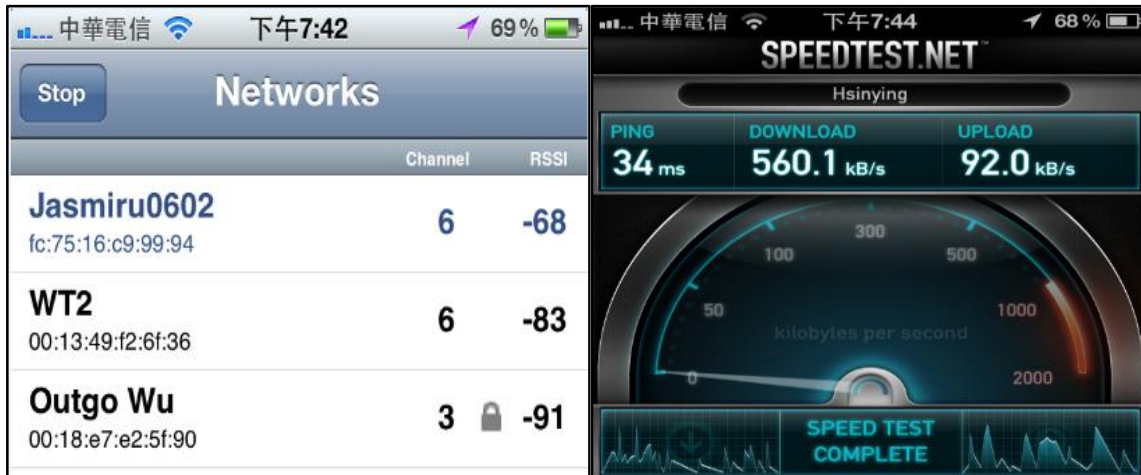 中華電信 下午7:42 69%
Stop Networks
Channel RSSI
Jasmiru0602 6 -68
fc:75:16:c9:99:94
WT2 6 -83
00:13:49:f2:6f:36
Outgo Wu 3 -91
00:18:e7:e2:5f:90
中華電信 下午7:44 68%
SPEEDTEST.NET™
Hsinying
PING DOWNLOAD UPLOAD
34 ms 560.1 kB/s 92.0 kB/s
300
100 500
50 1000
kilobytes per second
0 2000
SPEED TEST
COMPLETE